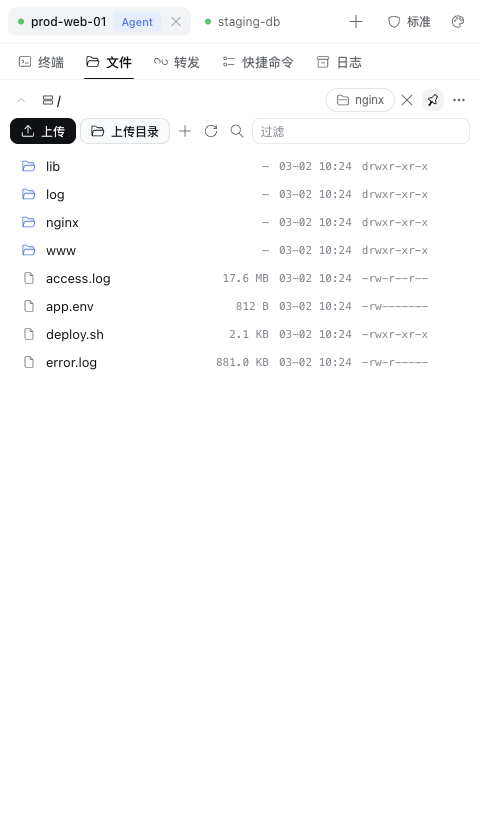 prod-web-01 Agent staging-db 标准
终端 文件 转发 快捷命令 日志
/ nginx
上传 上传目录 过滤
lib — 03-02 10:24 drwxr-xr-x
log — 03-02 10:24 drwxr-xr-x
nginx — 03-02 10:24 drwxr-xr-x
www — 03-02 10:24 drwxr-xr-x
access.log 17.6 MB 03-02 10:24 -rw-r--r--
app.env 812 B 03-02 10:24 -rw-------
deploy.sh 2.1 KB 03-02 10:24 -rwxr-xr-x
error.log 881.0 KB 03-02 10:24 -rw-r-----